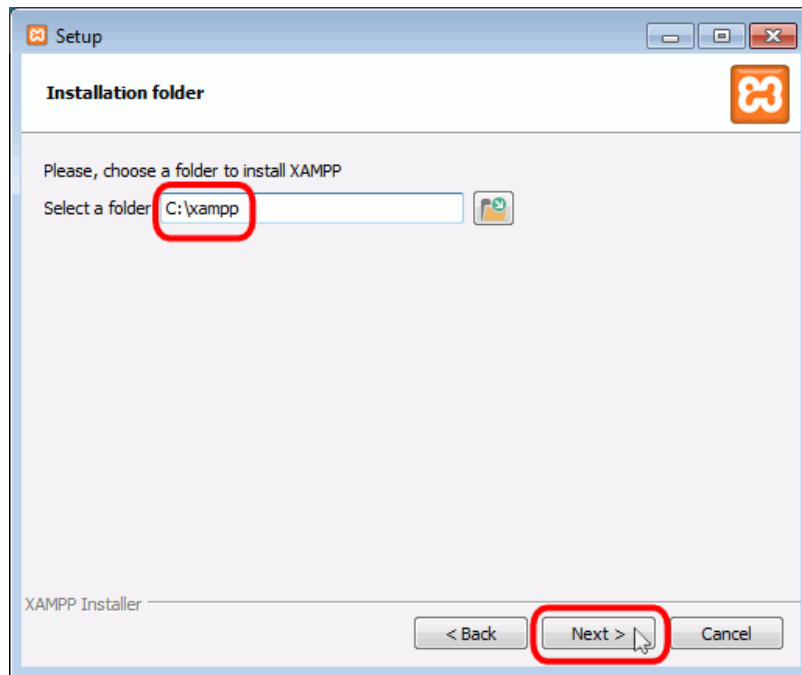 Setup
Installation folder
Please, choose a folder to install XAMPP
Select a folder C:\xampp
XAMPP Installer
< Back Next > Cancel